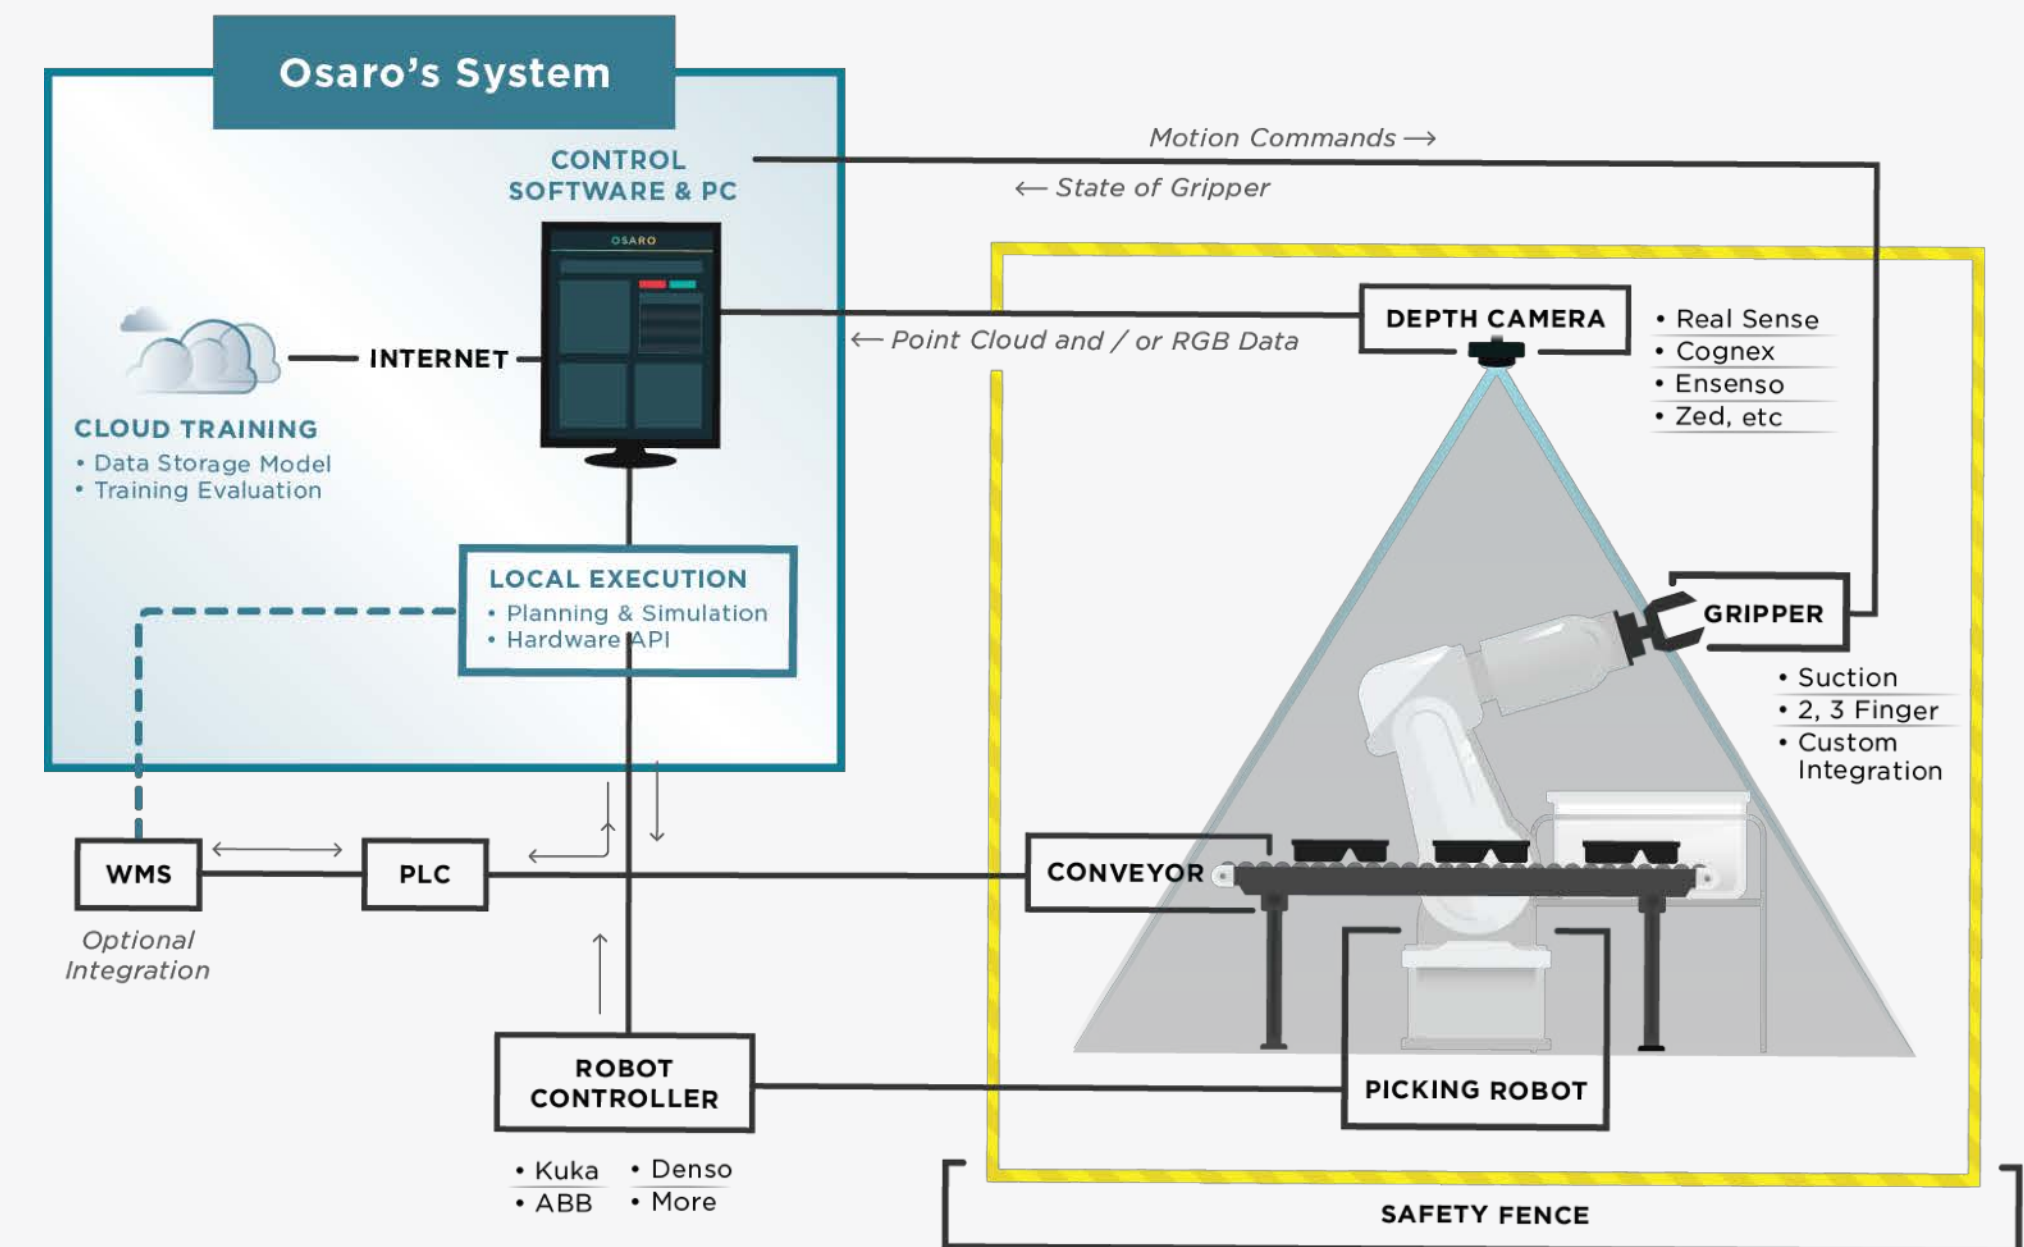 Osaro's System
CONTROL
SOFTWARE & PC
OSARO
INTERNET
CLOUD TRAINING
• Data Storage Model
• Training Evaluation
LOCAL EXECUTION
• Planning & Simulation
• Hardware API
Motion Commands →
← State of Gripper
← Point Cloud and / or RGB Data
DEPTH CAMERA
• Real Sense
• Cognex
• Ensenso
• Zed, etc
GRIPPER
• Suction
• 2, 3 Finger
• Custom
Integration
WMS
PLC
Optional
Integration
CONVEYOR
ROBOT
CONTROLLER
• Kuka
• ABB
• Denso
• More
PICKING ROBOT
SAFETY FENCE